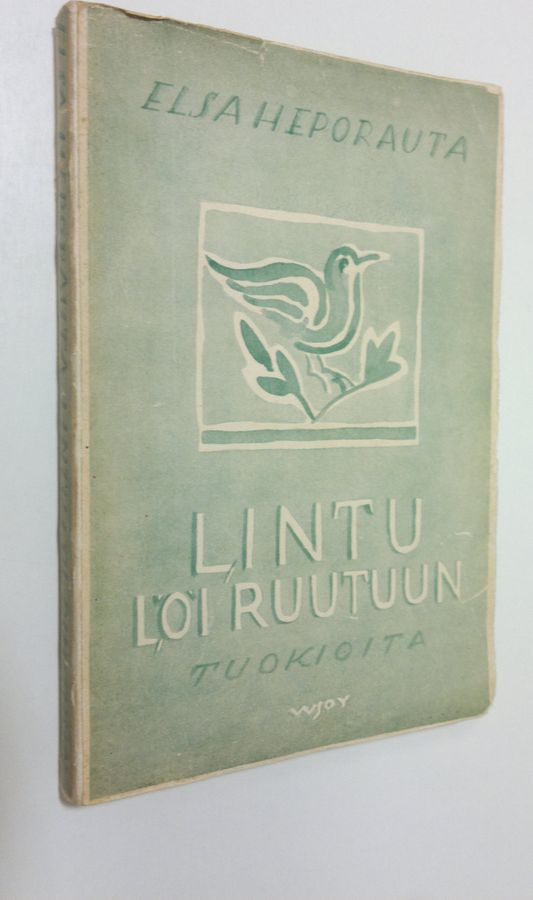 ELSA HEPORAUTA
LINTU
LÖI RUUTUUN
TUOKIOITA
WSOY